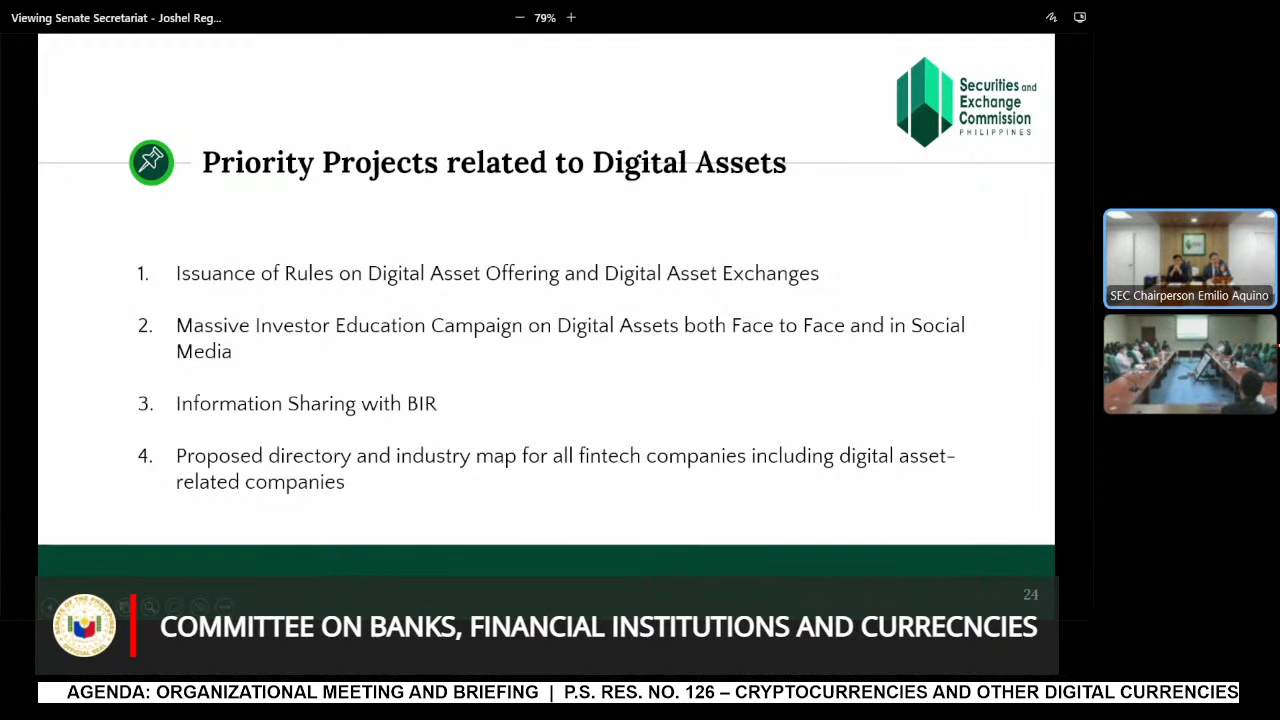 Viewing Senate Secretariat - Joshel Reg...
79%
Securities and
Exchange
Commission
PHILIPPINES
Priority Projects related to Digital Assets
1. Issuance of Rules on Digital Asset Offering and Digital Asset Exchanges
2. Massive Investor Education Campaign on Digital Assets both Face to Face and in Social
Media
3. Information Sharing with BIR
4. Proposed directory and industry map for all fintech companies including digital asset-
related companies
SEC Chairperson Emilio Aquino
24
COMMITTEE ON BANKS, FINANCIAL INSTITUTIONS AND CURRECNCIES
AGENDA: ORGANIZATIONAL MEETING AND BRIEFING | P.S. RES. NO. 126 – CRYPTOCURRENCIES AND OTHER DIGITAL CURRENCIES